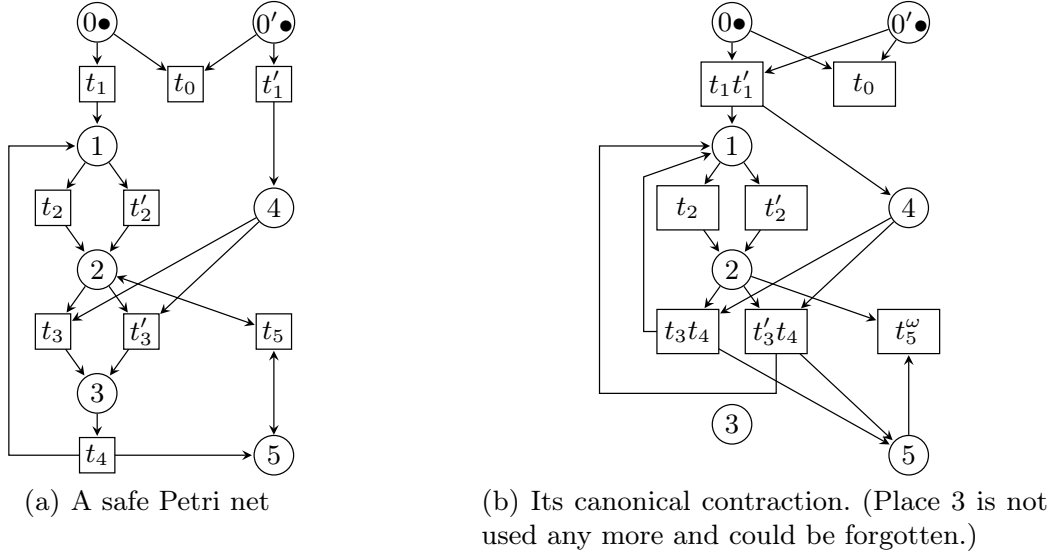 0● 0′● 0● 0′●
t₁ t₀ t′₁ t₁t′₁ t₀
1 1
t₂ t′₂ 4 t₂ t′₂ 4
2 2
t₃ t′₃ t₅ t₃t₄ t′₃t₄ t₅^ω
3 3
t₄ 5 5
(a) A safe Petri net
(b) Its canonical contraction. (Place 3 is not
used any more and could be forgotten.)